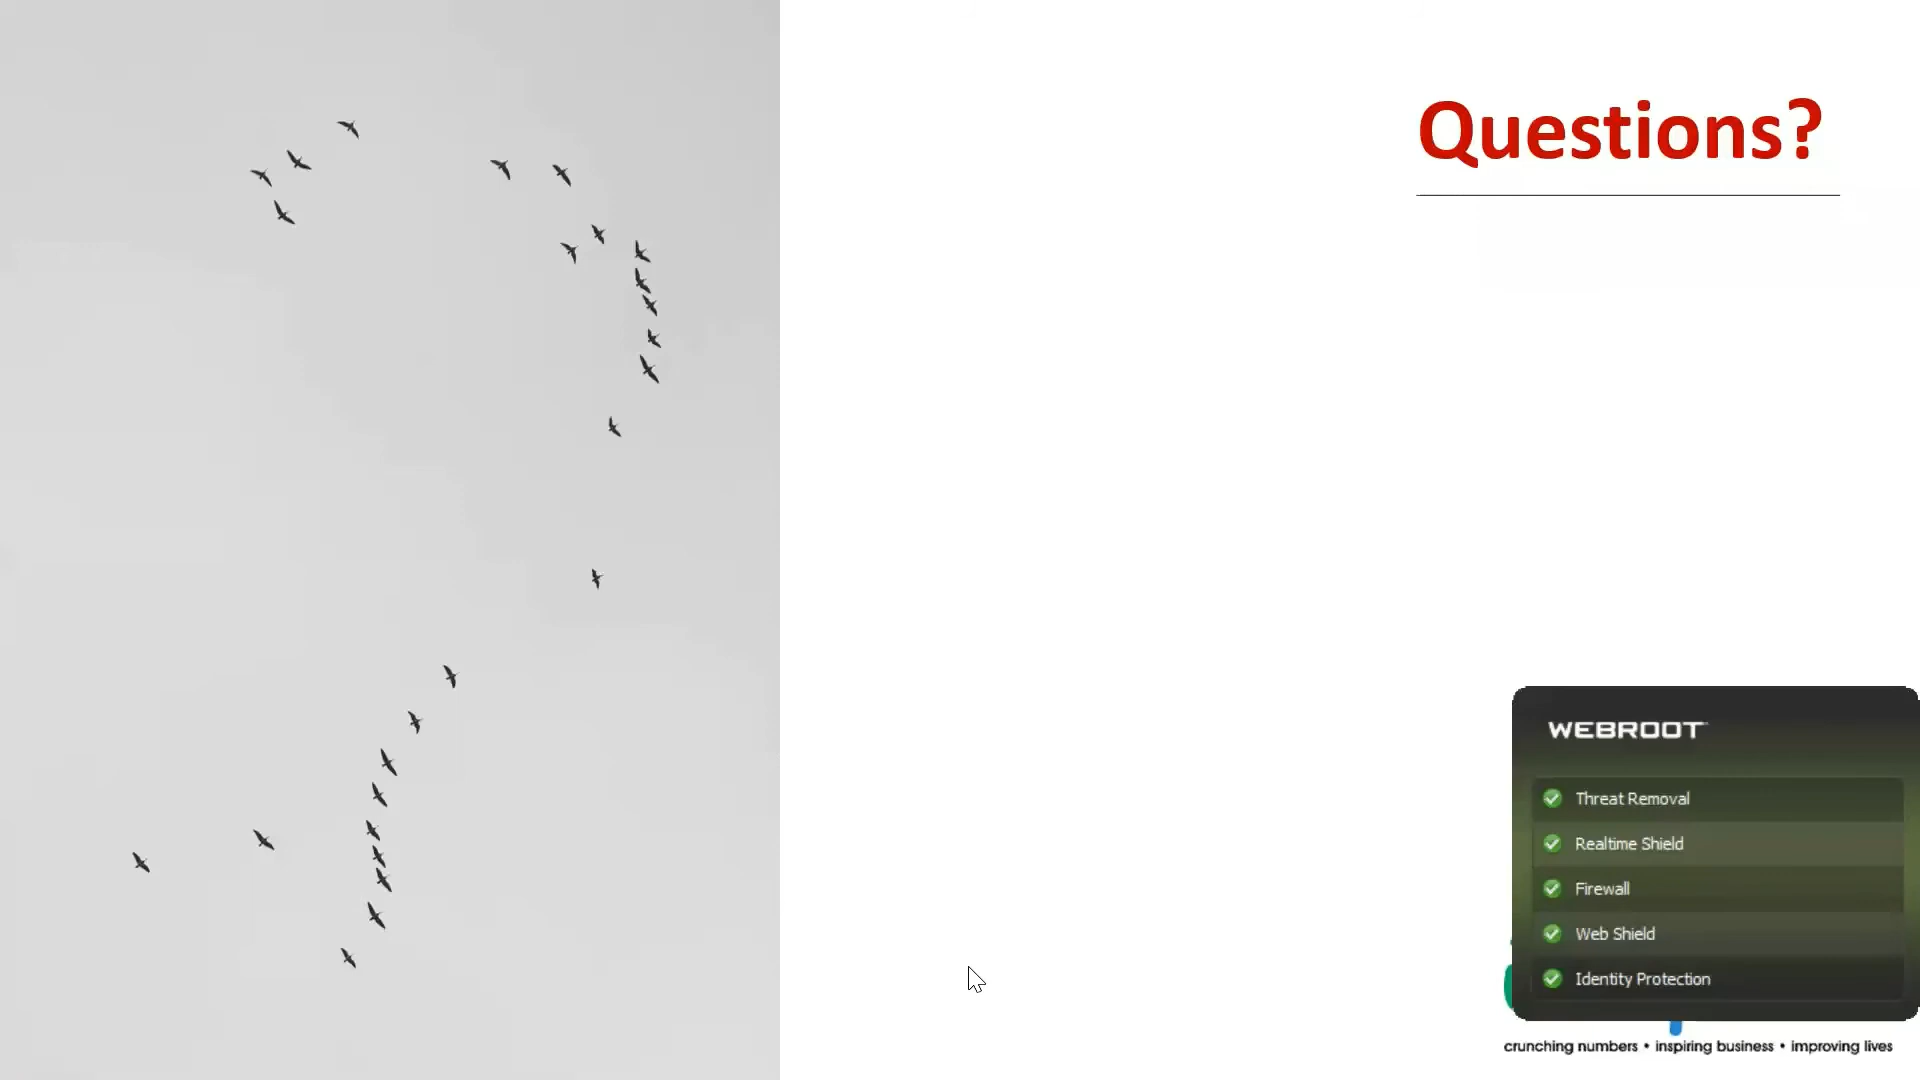 Questions?
WEBROOT
Threat Removal
Realtime Shield
Firewall
Web Shield
Identity Protection
crunching numbers • inspiring business • improving lives